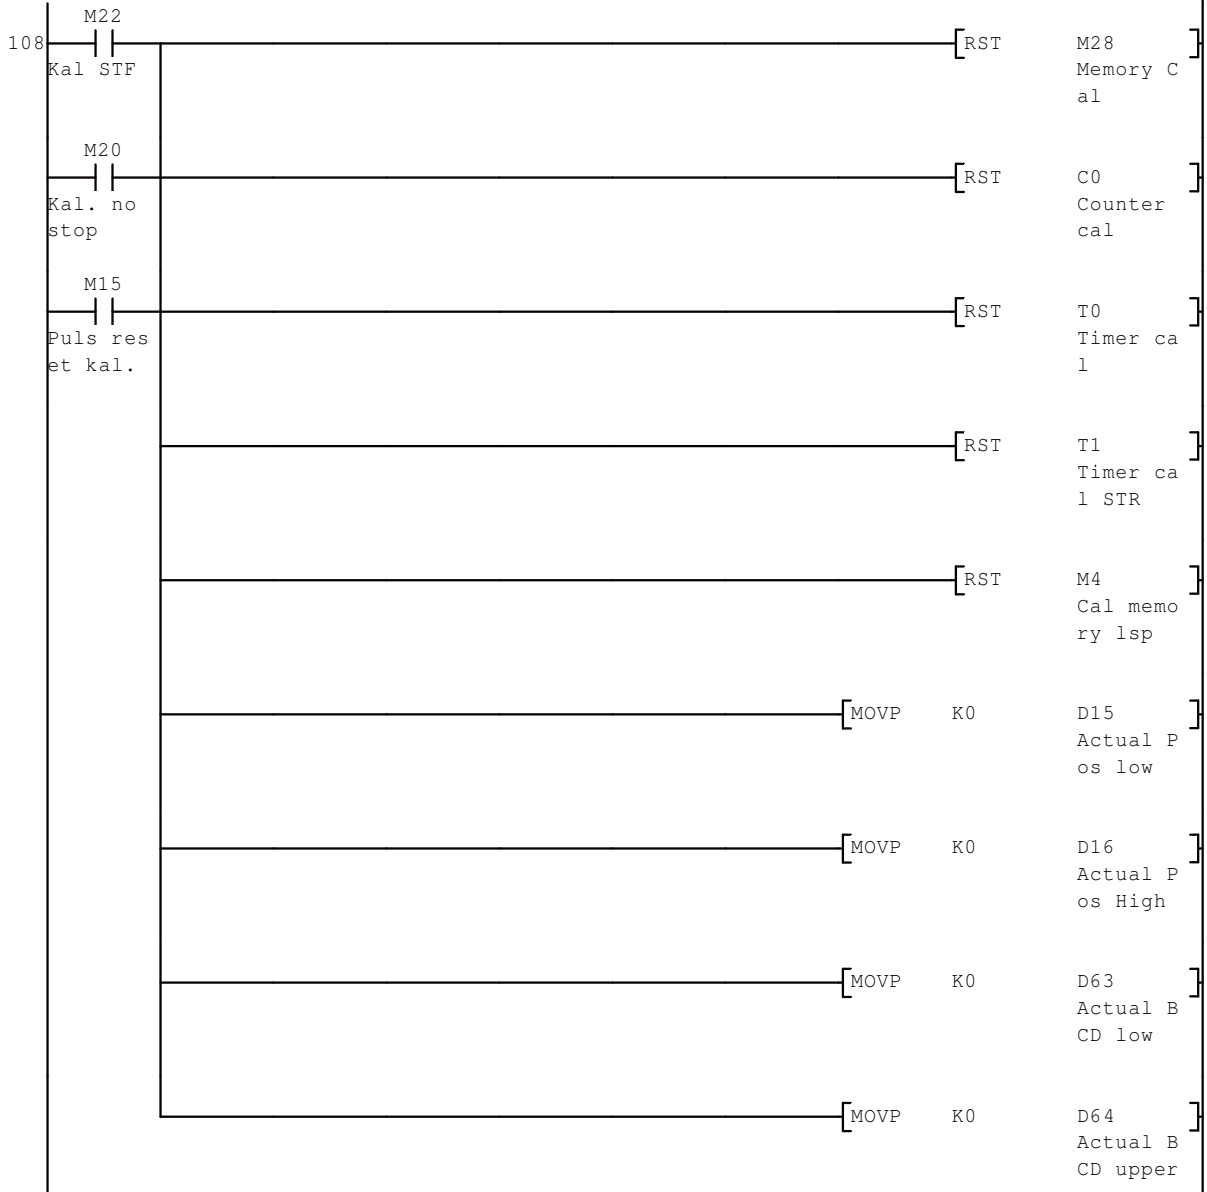 M22
108
RST M28
Kal STF
Memory C
al
M20
RST C0
Kal. no
stop
Counter
cal
M15
RST T0
Puls res
et kal.
Timer ca
l
RST T1
Timer ca
l STR
RST M4
Cal memo
ry lsp
MOVP K0 D15
Actual P
os low
MOVP K0 D16
Actual P
os High
MOVP K0 D63
Actual B
CD low
MOVP K0 D64
Actual B
CD upper